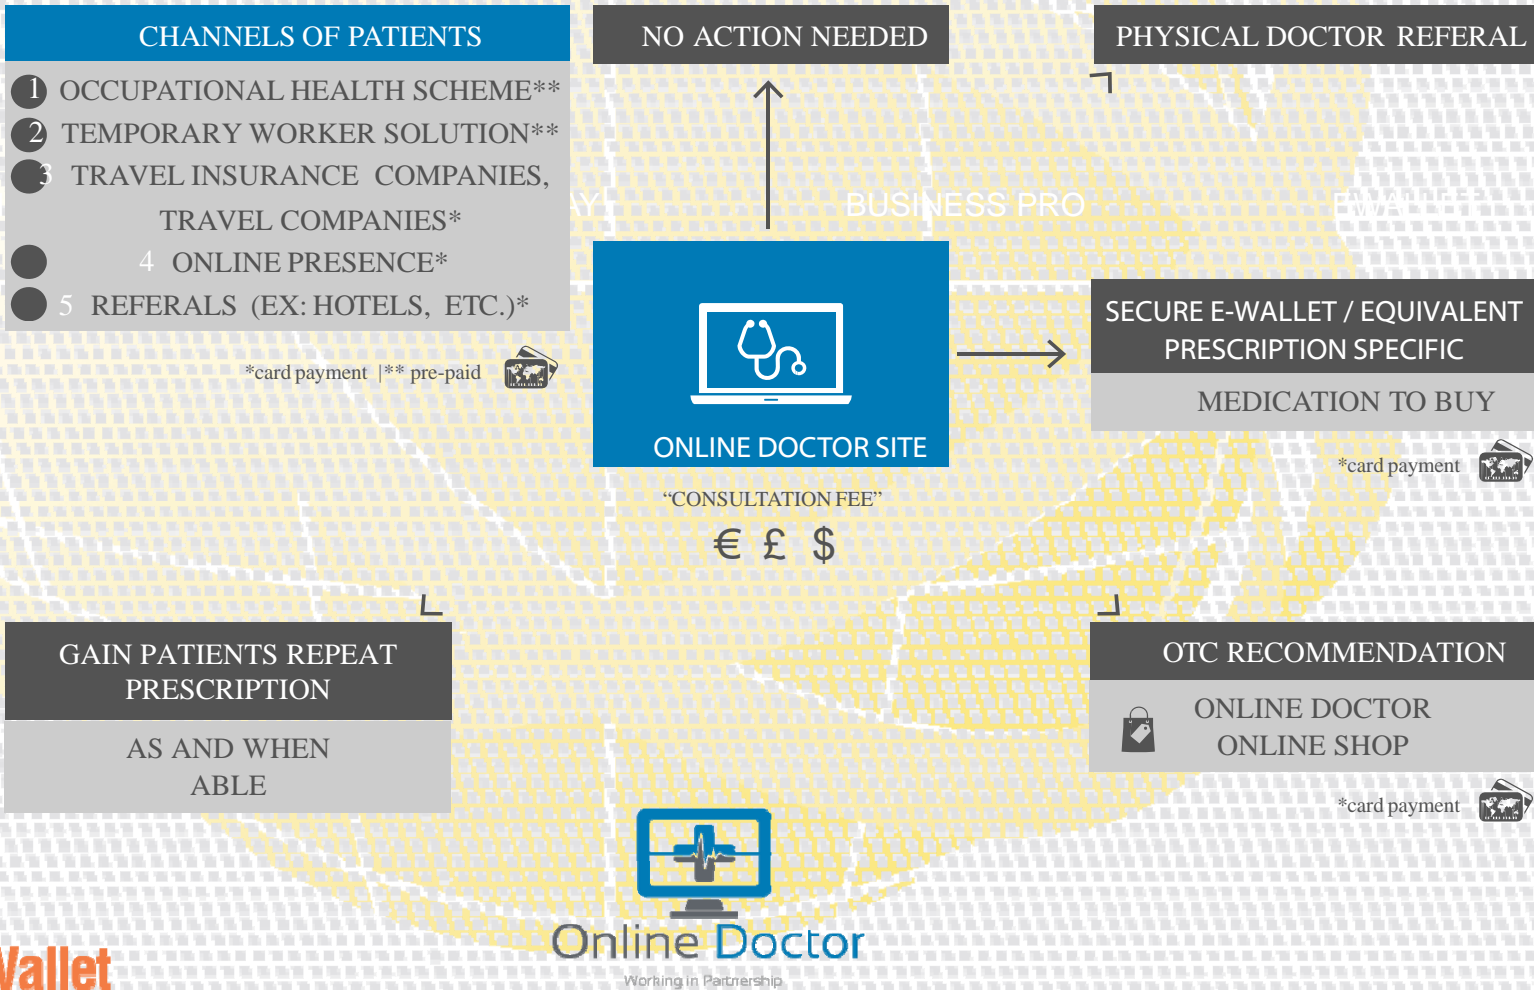 CHANNELS OF PATIENTS
1 OCCUPATIONAL HEALTH SCHEME**
2 TEMPORARY WORKER SOLUTION**
3 TRAVEL INSURANCE COMPANIES,
TRAVEL COMPANIES*
4 ONLINE PRESENCE*
5 REFERALS (EX: HOTELS, ETC.)*
*card payment |** pre-paid
NO ACTION NEEDED
PHYSICAL DOCTOR REFERAL
AY
BUSINESS PRO
EWALLET
ONLINE DOCTOR SITE
“CONSULTATION FEE”
€ £ $
SECURE E-WALLET / EQUIVALENT
PRESCRIPTION SPECIFIC
MEDICATION TO BUY
*card payment
GAIN PATIENTS REPEAT
PRESCRIPTION
AS AND WHEN
ABLE
OTC RECOMMENDATION
ONLINE DOCTOR
ONLINE SHOP
*card payment
Online Doctor
Working in Partnership
Wallet